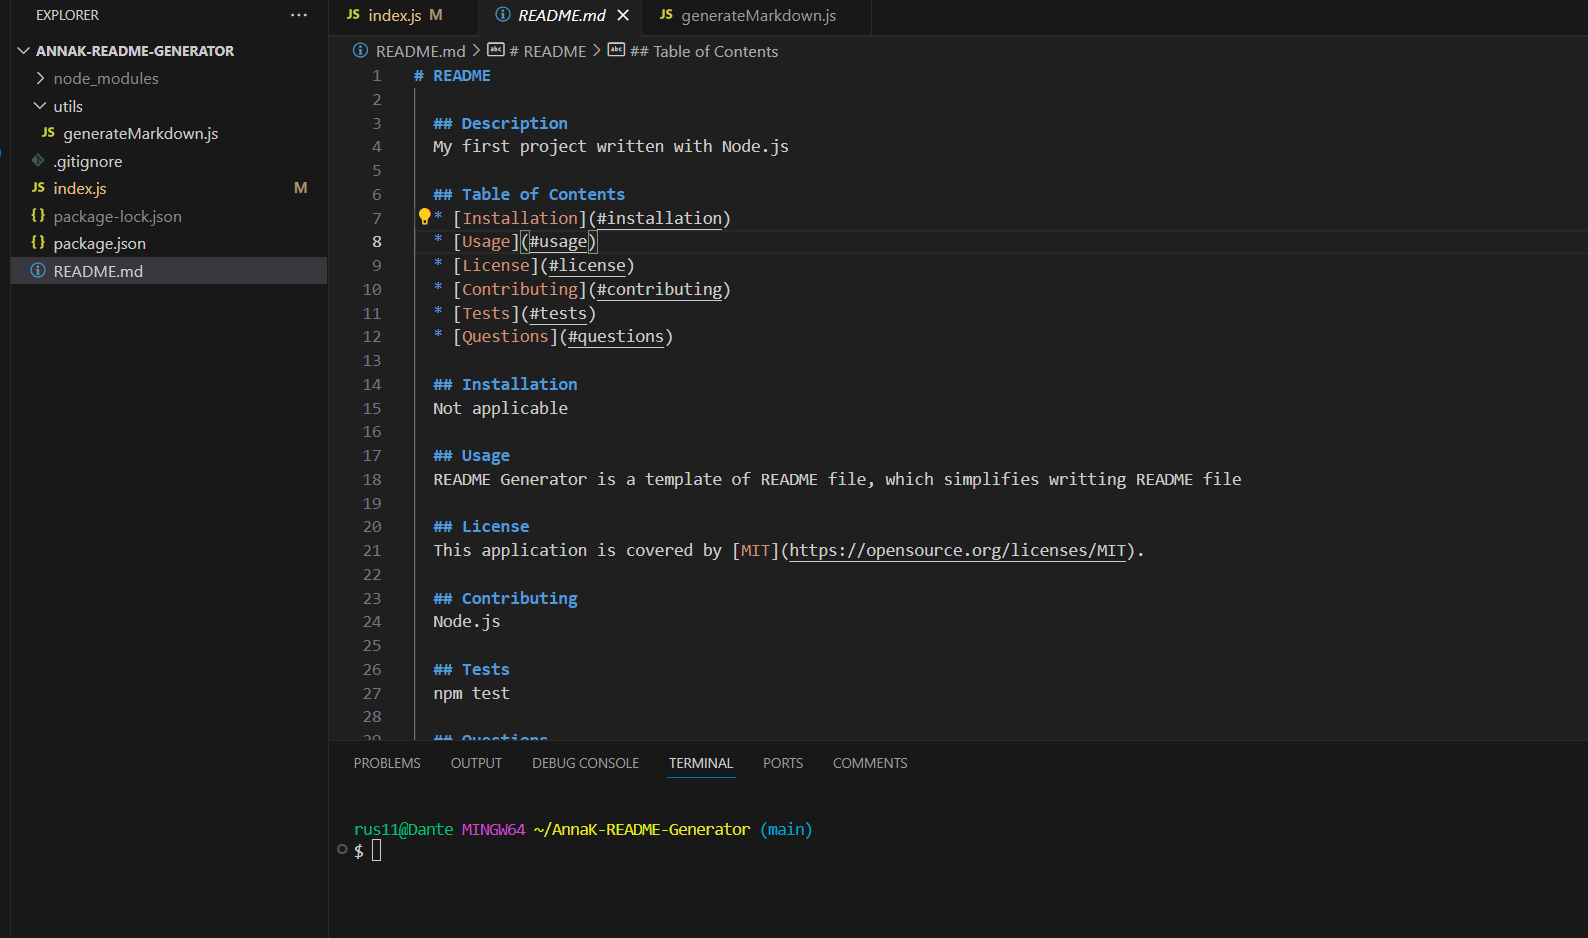 EXPLORER ···
ANNAK-README-GENERATOR
node_modules
utils
JS generateMarkdown.js
.gitignore
JS index.js M
{} package-lock.json
{} package.json
README.md
JS index.js M README.md JS generateMarkdown.js
README.md > abc # README > abc ## Table of Contents
1 # README
2
3 ## Description
4 My first project written with Node.js
5
6 ## Table of Contents
7 * [Installation](#installation)
8 * [Usage](#usage)
9 * [License](#license)
10 * [Contributing](#contributing)
11 * [Tests](#tests)
12 * [Questions](#questions)
13
14 ## Installation
15 Not applicable
16
17 ## Usage
18 README Generator is a template of README file, which simplifies writting README file
19
20 ## License
21 This application is covered by [MIT](https://opensource.org/licenses/MIT).
22
23 ## Contributing
24 Node.js
25
26 ## Tests
27 npm test
28
29 ## Questions
PROBLEMS OUTPUT DEBUG CONSOLE TERMINAL PORTS COMMENTS
rus11@Dante MINGW64 ~/AnnaK-README-Generator (main)
$